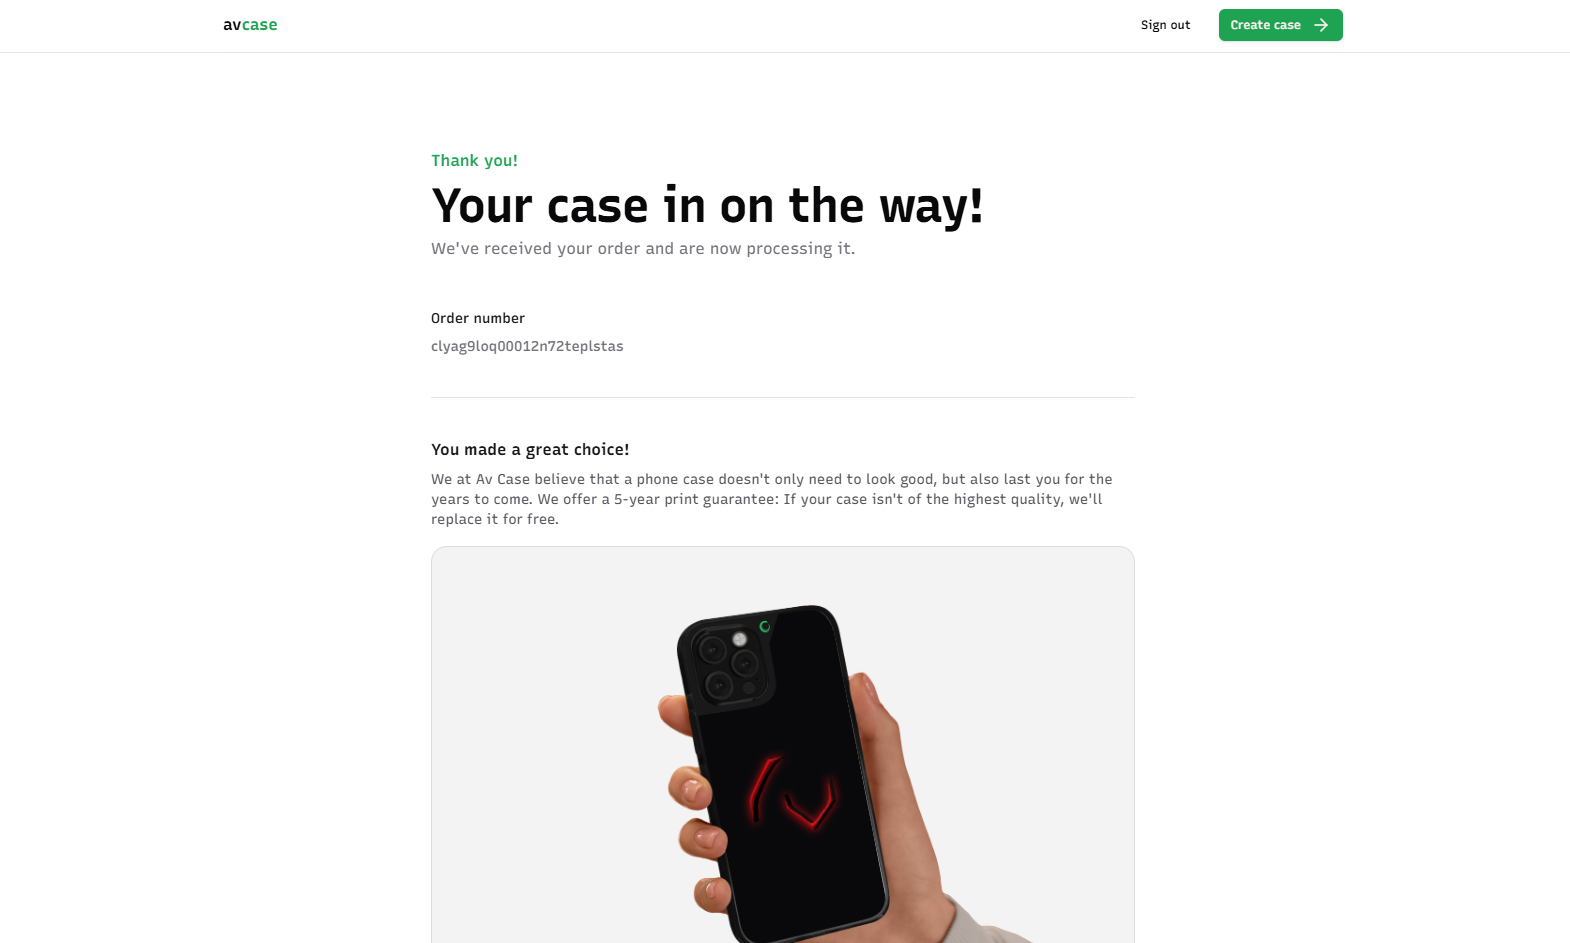 avcase
Sign out
Create case
Thank you!
Your case in on the way!
We've received your order and are now processing it.
Order number
clyag9loq00012n72teplstas
You made a great choice!
We at Av Case believe that a phone case doesn't only need to look good, but also last you for the
years to come. We offer a 5-year print guarantee: If your case isn't of the highest quality, we'll
replace it for free.